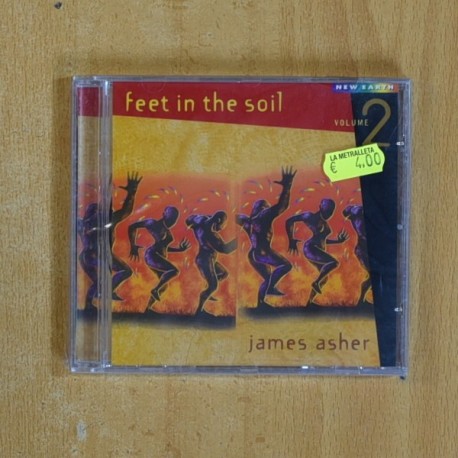 NEW EARTH
feet in the soil
VOLUME
2
LA METRALLETA
€ 4.00
james asher